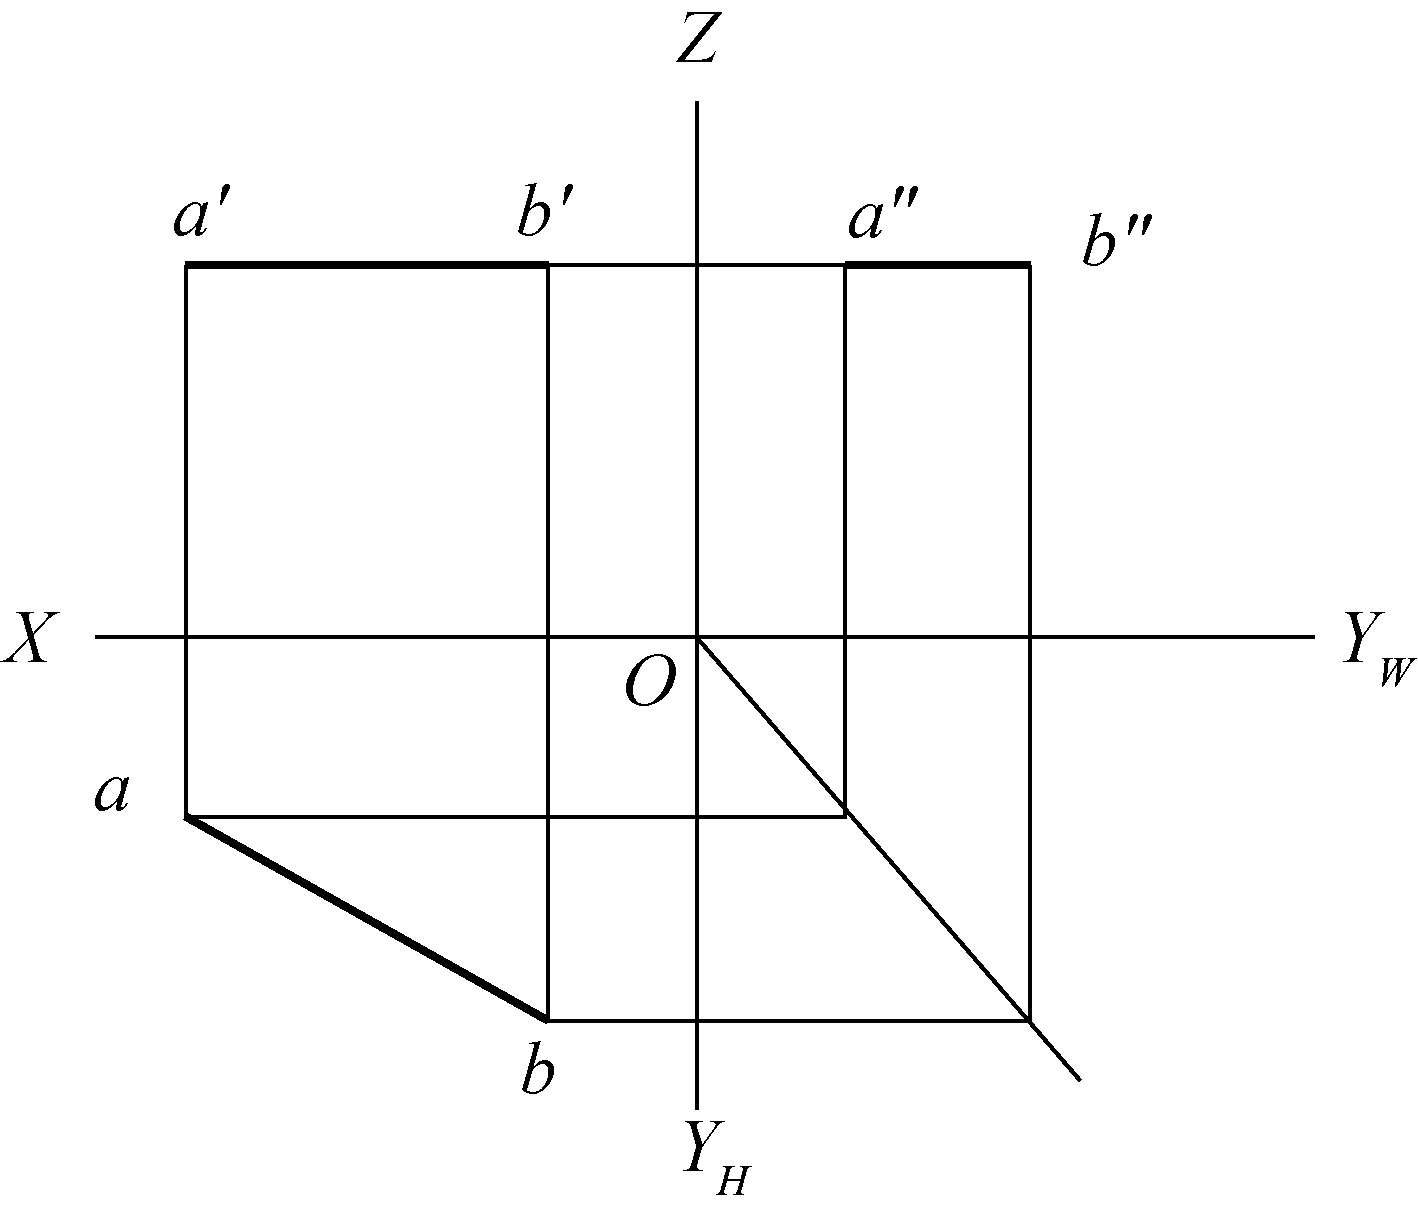 Z
a′ b′ a″ b″
X O Y_W
a
b
Y_H